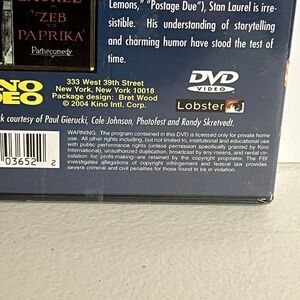 LAUREL
Lemons," "Postage Due"), Stan Laurel is irre-
"ZEB
sistible. His understanding of storytelling
vs
PAPRIKA"
and charming humor have stood the test of
Pathécomedy
time.
KINO
VIDEO
333 West 39th Street
New York, New York 10018
Package design: Bret Wood
© 2004 Kino Intl. Corp.
DVD
VIDEO
Lobster
courtesy of Paul Gierucki, Cole Johnson, Photofest and Randy Skretvedt.
03652 2
WARNING: The program contained in this DVD is licensed only for private home
use. All other rights, including but not limited to, institutional and educational use
with public performance rights (unless permission specifically granted by Kino
International), unauthorized duplication, broadcast by any means, and rental cir-
culation for profit-making—are retained by the copyright proprietor. The FBI
investigates allegations of copyright infringement and federal law provides
severe civil and criminal penalties for those found to be in violation.